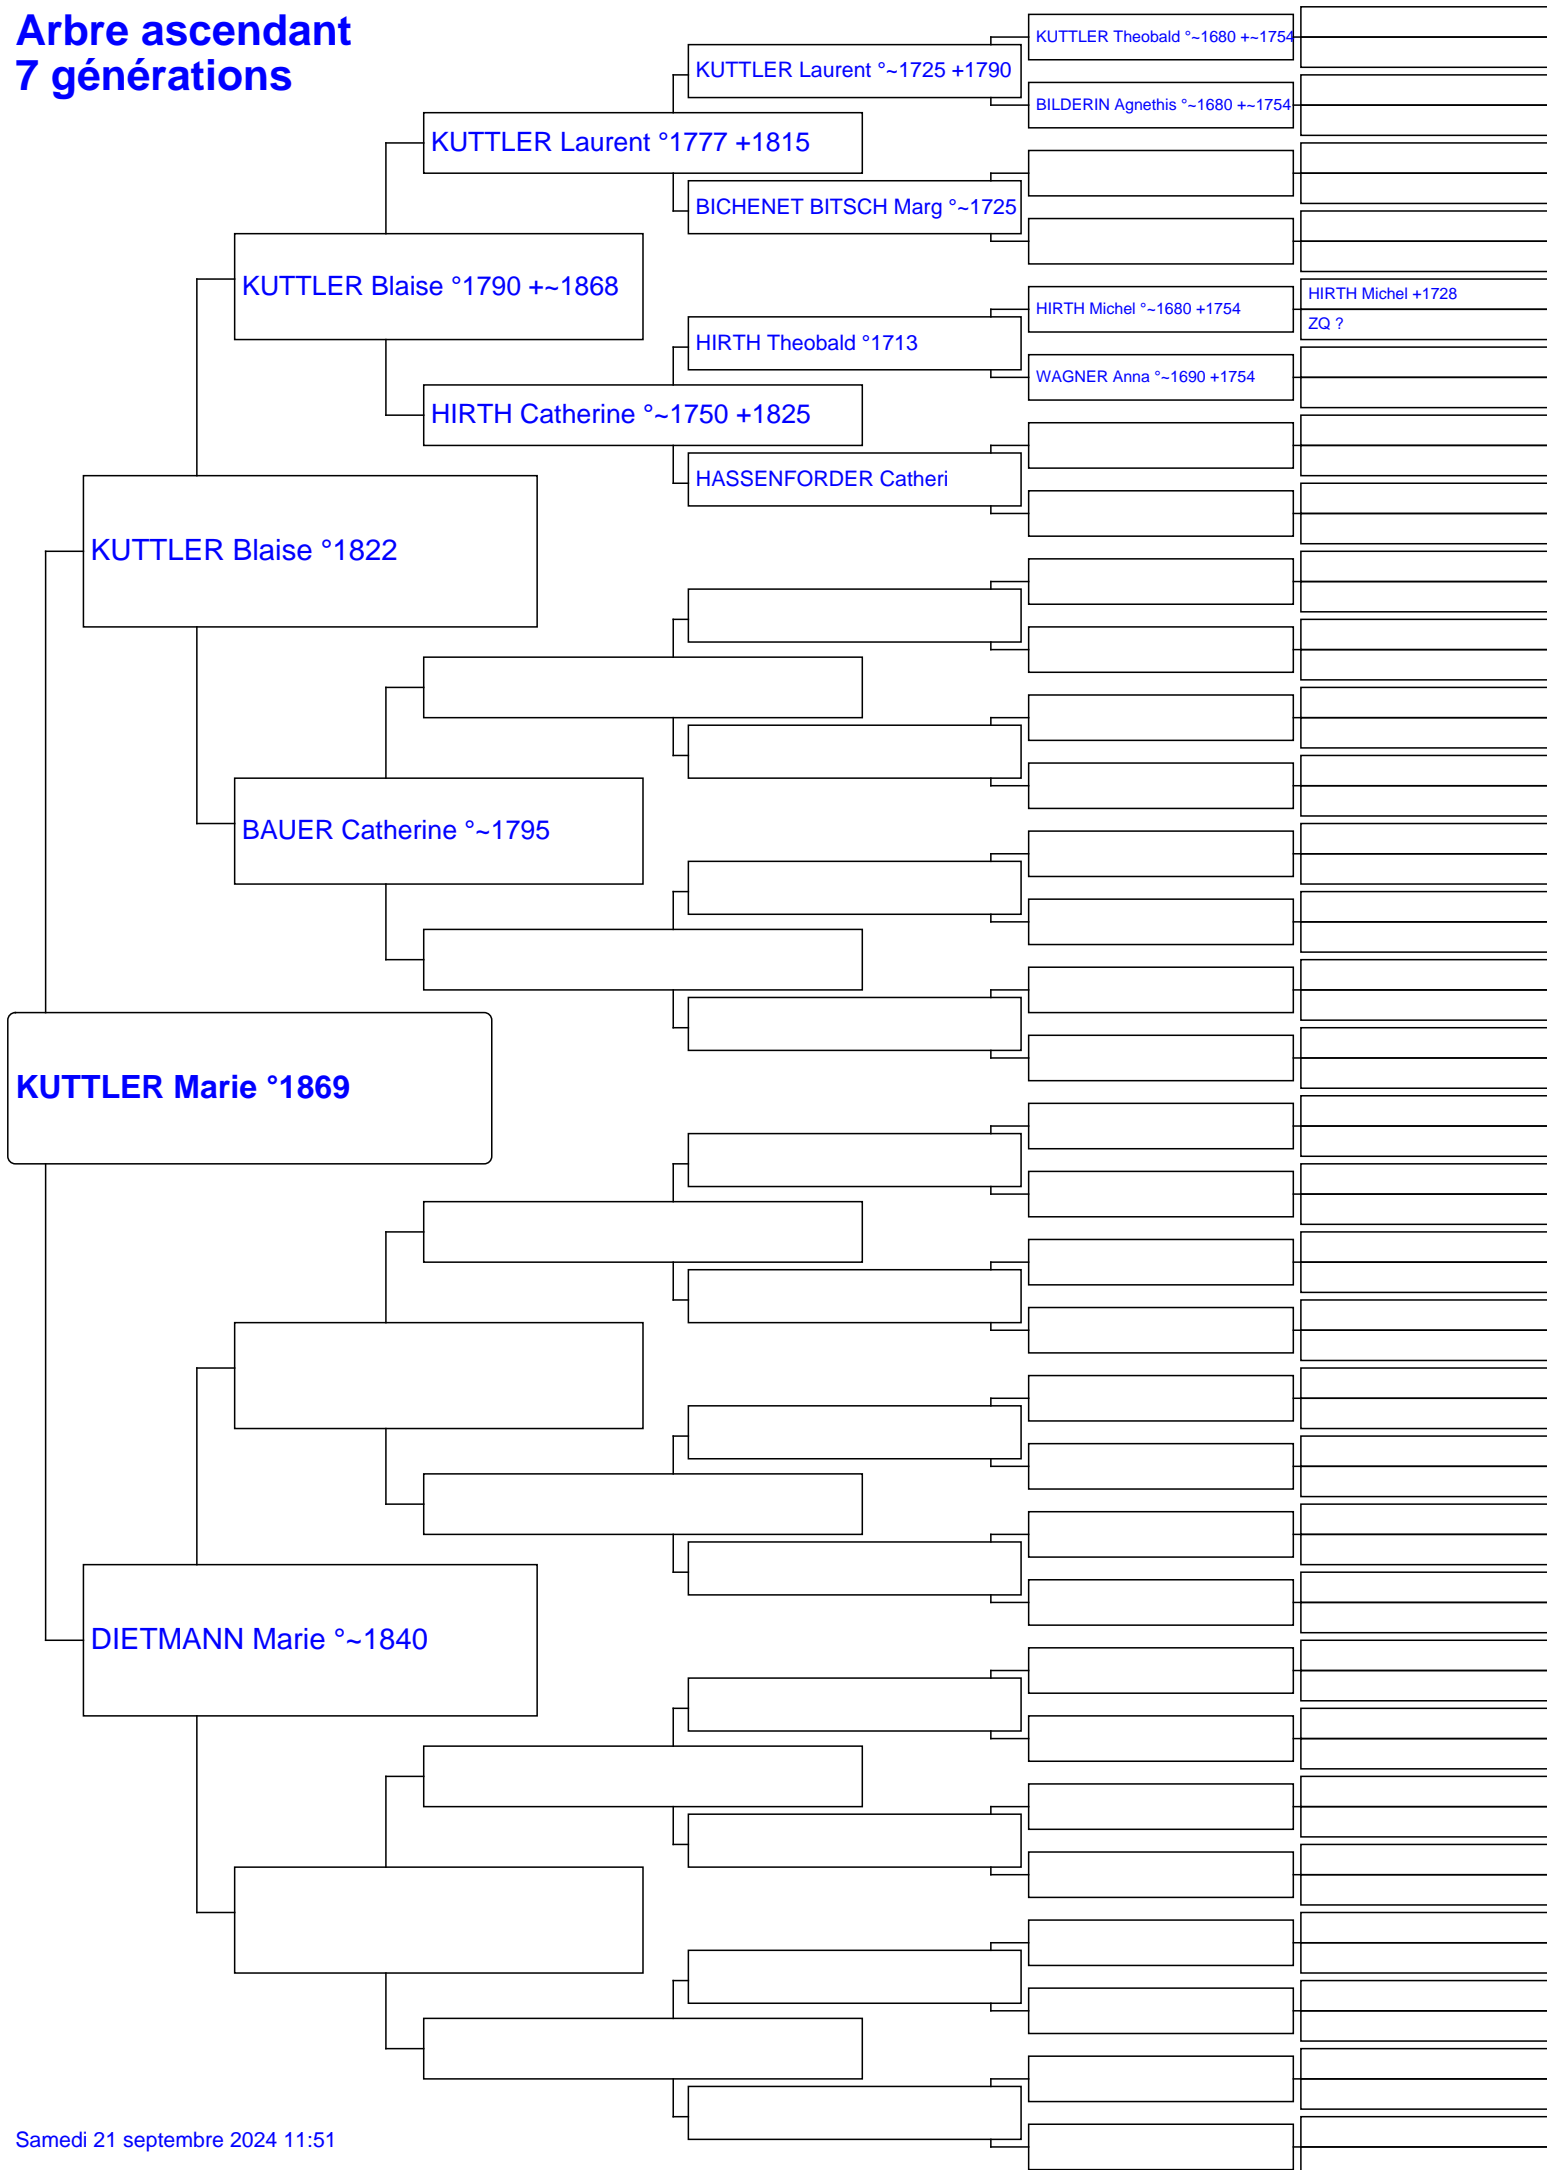 Arbre ascendant
7 générations
KUTTLER Theobald °~1680 +~1754
KUTTLER Laurent °~1725 +1790
BILDERIN Agnethis °~1680 +~1754
KUTTLER Laurent °1777 +1815
BICHENET BITSCH Marg °~1725
KUTTLER Blaise °1790 +~1868
HIRTH Michel °~1680 +1754
HIRTH Michel +1728
ZQ ?
HIRTH Theobald °1713
WAGNER Anna °~1690 +1754
HIRTH Catherine °~1750 +1825
HASSENFORDER Catheri
KUTTLER Blaise °1822
BAUER Catherine °~1795
KUTTLER Marie °1869
DIETMANN Marie °~1840
Samedi 21 septembre 2024 11:51